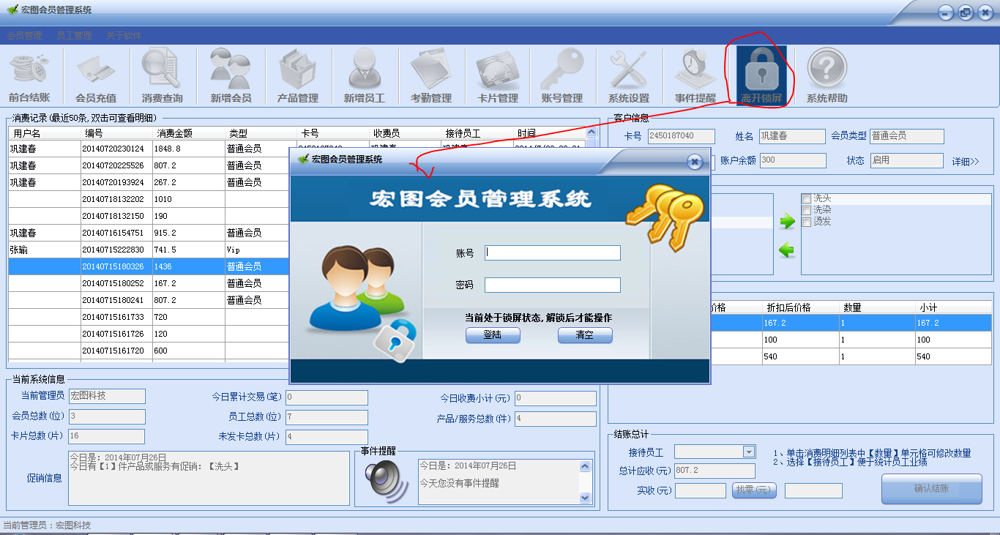 宏图会员管理系统
会员管理 员工管理 关于软件
前台结账 会员充值 消费查询 新增会员 产品管理 新增员工 考勤管理 卡片管理 账号管理 系统设置 事件提醒 离开锁屏 系统帮助
消费记录(最近50条,双击可查看明细)
用户名 编号 消费金额 类型 卡号 收费员 接待员工 时间
巩建春 20140720230124 1848.8 普通会员
巩建春 20140720225526 807.2 普通会员
巩建春 20140720193924 267.2 普通会员
20140718132202 1010
20140718132150 190
巩建春 20140716154751 915.2 普通会员
张瑜 20140715222830 741.5 Vip
20140715180326 1436 普通会员
20140715180252 167.2 普通会员
20140715180241 807.2 普通会员
20140715161733 720
20140715161726 120
20140715161720 600
宏图会员管理系统
宏图会员管理系统
账号
密码
当前处于锁屏状态,解锁后才能操作
登陆 清空
客户信息
卡号 2450187040 姓名 巩建春 会员类型 普通会员
账户余额 300 状态 启用 详细>>
洗头
洗染
烫发
价格 折扣后价格 数量 小计
167.2 1 167.2
100 1 100
540 1 540
当前系统信息
当前管理员 宏图科技 今日累计交易(笔) 0 今日收费小计(元) 0
会员总数(位) 3 员工总数(位) 7 产品/服务总数(件) 4
卡片总数(片) 16 未发卡总数(片) 4
促销信息
今日是: 2014年07月26日
今日有【1】件产品或服务有促销: 【洗头】
事件提醒
今日是: 2014年07月26日
今天您没有事件提醒
结账总计
接待员工
总计应收(元) 807.2
实收(元) 找零(元)
1、单击消费明细列表中【数量】单元格可修改数量
2、选择【接待员工】便于统计员工业绩
确认结账
当前管理员：宏图科技